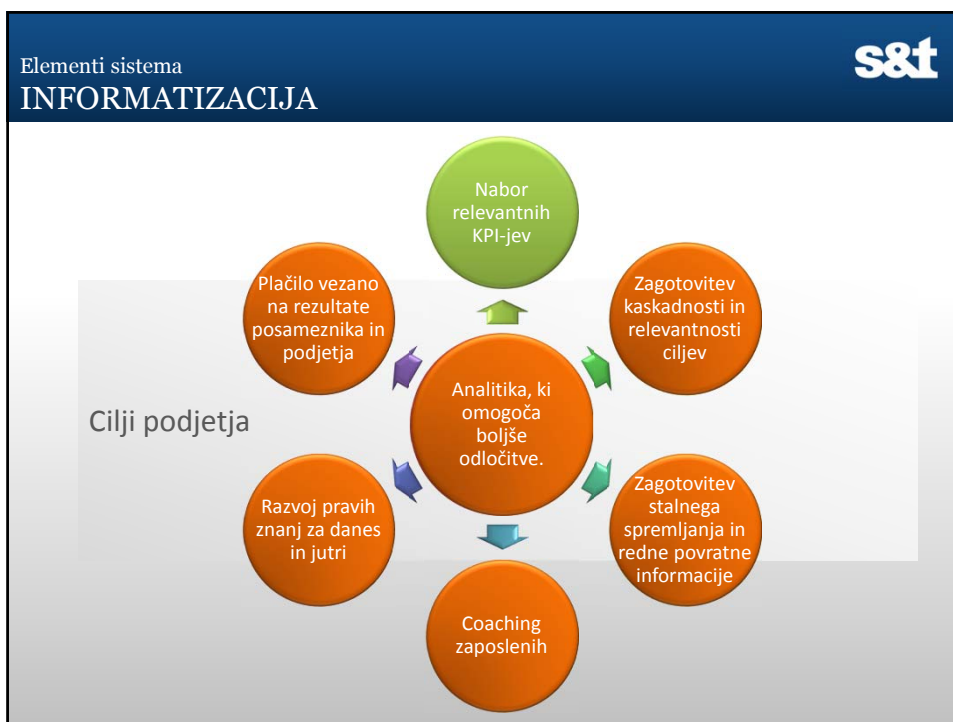 Elementi sistema
INFORMATIZACIJA
s&t
Nabor
relevantnih
KPI-jev
Plačilo vezano
na rezultate
posameznika in
podjetja
Zagotovitev
kaskadnosti in
relevantnosti
ciljev
Analitika, ki
omogoča
boljše
odločitve.
Cilji podjetja
Razvoj pravih
znanj za danes
in jutri
Zagotovitev
stalnega
spremljanja in
redne povratne
informacije
Coaching
zaposlenih